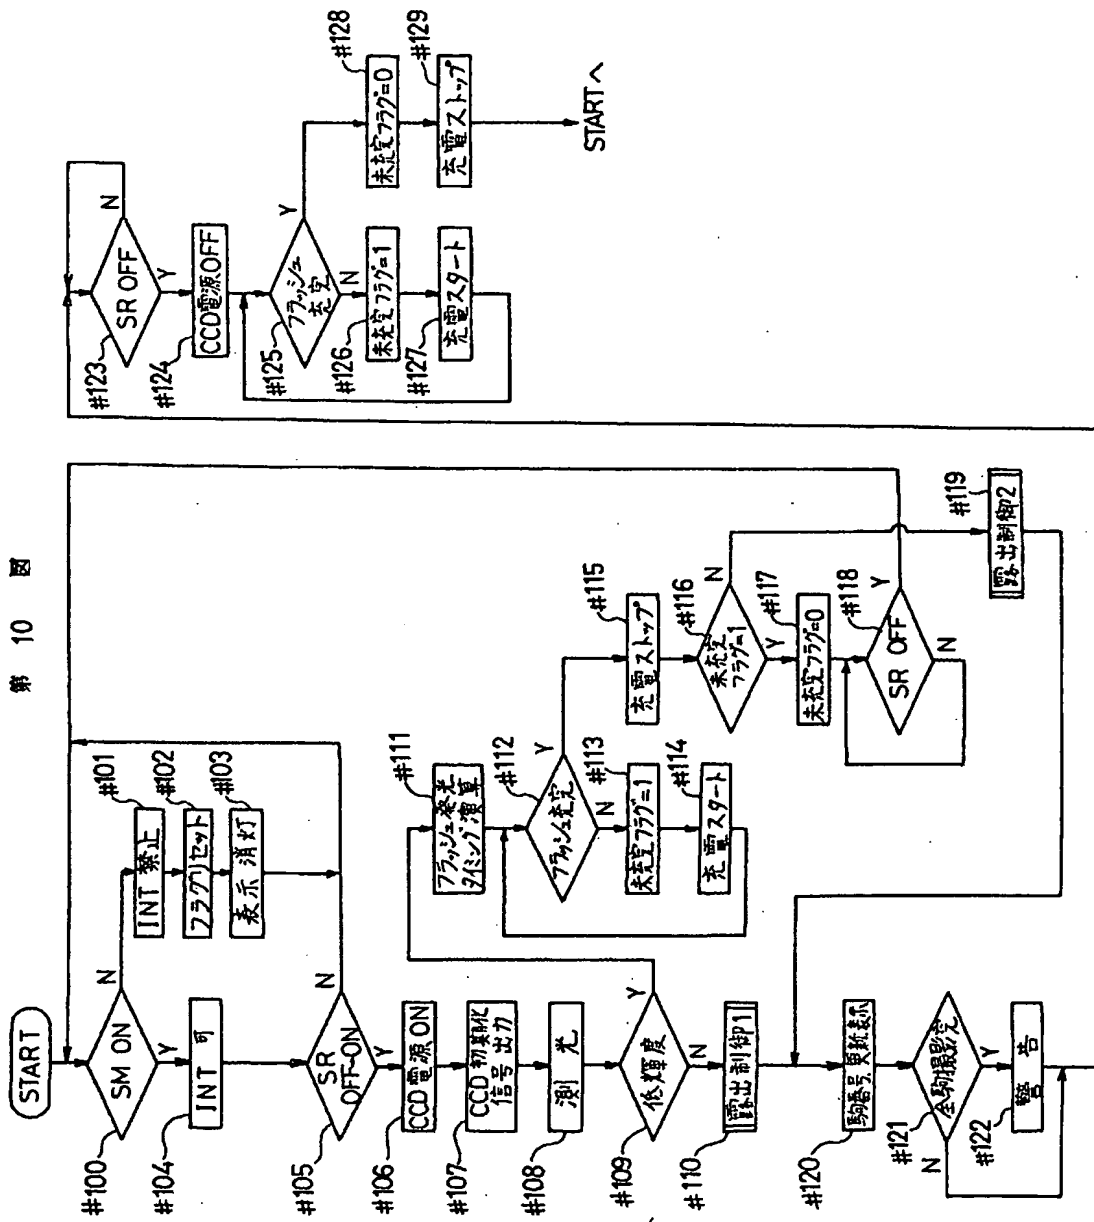 第 10 図
START
#100
SM ON
N
Y
#101
INT 禁止
#102
フラグリセット
#103
表示 消灯
#104
INT 可
#105
SR
OFF→ON
N
Y
#106
CCD電源ON
#107
CCD初期化
信号出力
#108
測 光
#109
低輝度
Y
N
#110
露出制御1
#111
フラッシュ発光
タイミング演算
#112
フラッシュ充完
Y
N
#113
未充完フラグ=1
#114
充電スタート
#115
充電ストップ
#116
未充完
フラグ=1
N
Y
#117
未充完フラグ=0
#118
SR OFF
Y
N
#119
露出制御2
#120
駒番号更新表示
#121
全駒撮影完
N
Y
#122
警 告
#123
SR OFF
N
Y
#124
CCD電源OFF
#125
フラッシュ
充完
Y
N
#126
未充完フラグ=1
#127
充電スタート
#128
未充完フラグ=0
#129
充電ストップ
STARTへ